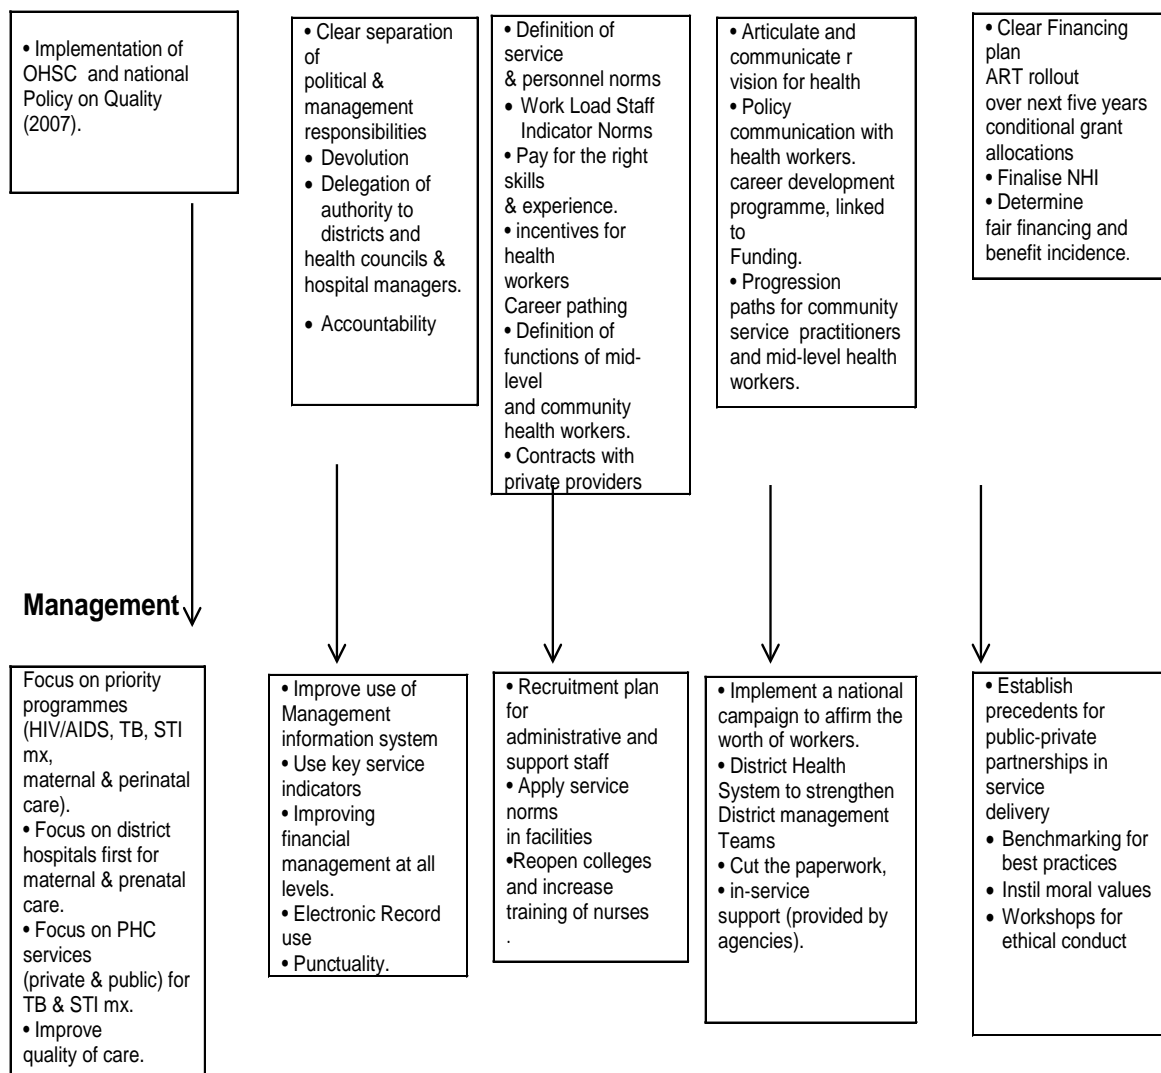 • Implementation of
OHSC and national
Policy on Quality
(2007).
• Clear separation
of
political &
management
responsibilities
• Devolution
• Delegation of
authority to
districts and
health councils &
hospital managers.
• Accountability
• Definition of
service
& personnel norms
• Work Load Staff
Indicator Norms
• Pay for the right
skills
& experience.
• incentives for
health
workers
Career pathing
• Definition of
functions of mid-
level
and community
health workers.
• Contracts with
private providers
• Articulate and
communicate r
vision for health
• Policy
communication with
health workers.
career development
programme, linked
to
Funding.
• Progression
paths for community
service practitioners
and mid-level health
workers.
• Clear Financing
plan
ART rollout
over next five years
conditional grant
allocations
• Finalise NHI
• Determine
fair financing and
benefit incidence.
Management
Focus on priority
programmes
(HIV/AIDS, TB, STI
mx,
maternal & perinatal
care).
• Focus on district
hospitals first for
maternal & prenatal
care.
• Focus on PHC
services
(private & public) for
TB & STI mx.
• Improve
quality of care.
• Improve use of
Management
information system
• Use key service
indicators
• Improving
financial
management at all
levels.
• Electronic Record
use
• Punctuality.
• Recruitment plan
for
administrative and
support staff
• Apply service
norms
in facilities
•Reopen colleges
and increase
training of nurses
.
• Implement a national
campaign to affirm the
worth of workers.
• District Health
System to strengthen
District management
Teams
• Cut the paperwork,
• in-service
support (provided by
agencies).
• Establish
precedents for
public-private
partnerships in
service
delivery
• Benchmarking for
best practices
• Instil moral values
• Workshops for
ethical conduct